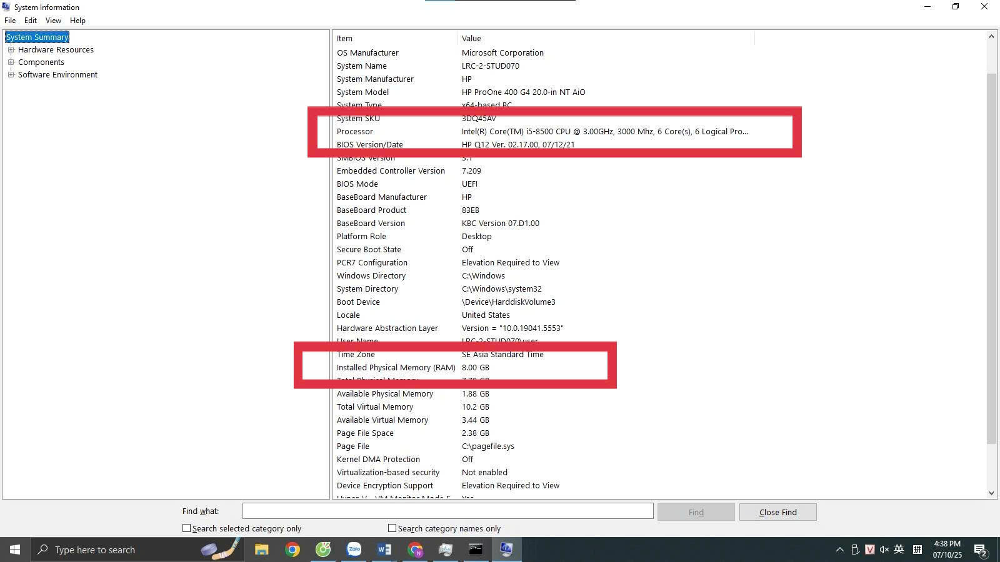 System Information
File Edit View Help
System Summary
Hardware Resources
Components
Software Environment
Item Value
OS Manufacturer Microsoft Corporation
System Name LRC-2-STUD070
System Manufacturer HP
System Model HP ProOne 400 G4 20.0-in NT AiO
System Type x64-based PC
System SKU 3DQ45AV
Processor Intel(R) Core(TM) i5-8500 CPU @ 3.00GHz, 3000 Mhz, 6 Core(s), 6 Logical Pro...
BIOS Version/Date HP Q12 Ver. 02.17.00, 07/12/21
SMBIOS Version 3.1
Embedded Controller Version 7.209
BIOS Mode UEFI
BaseBoard Manufacturer HP
BaseBoard Product 83EB
BaseBoard Version KBC Version 07.D1.00
Platform Role Desktop
Secure Boot State Off
PCR7 Configuration Elevation Required to View
Windows Directory C:\Windows
System Directory C:\Windows\system32
Boot Device \Device\HarddiskVolume3
Locale United States
Hardware Abstraction Layer Version = "10.0.19041.5553"
User Name LRC-2-STUD070\user
Time Zone SE Asia Standard Time
Installed Physical Memory (RAM) 8.00 GB
Total Physical Memory GB
Available Physical Memory 1.88 GB
Total Virtual Memory 10.2 GB
Available Virtual Memory 3.44 GB
Page File Space 2.38 GB
Page File C:\pagefile.sys
Kernel DMA Protection Off
Virtualization-based security Not enabled
Device Encryption Support Elevation Required to View
Hyper-V - VM Monitor Mode E Yes
Find what: Find Close Find
Search selected category only Search category names only
Type here to search Zalo W N V 英 拼 4:38 PM
07/10/25 2